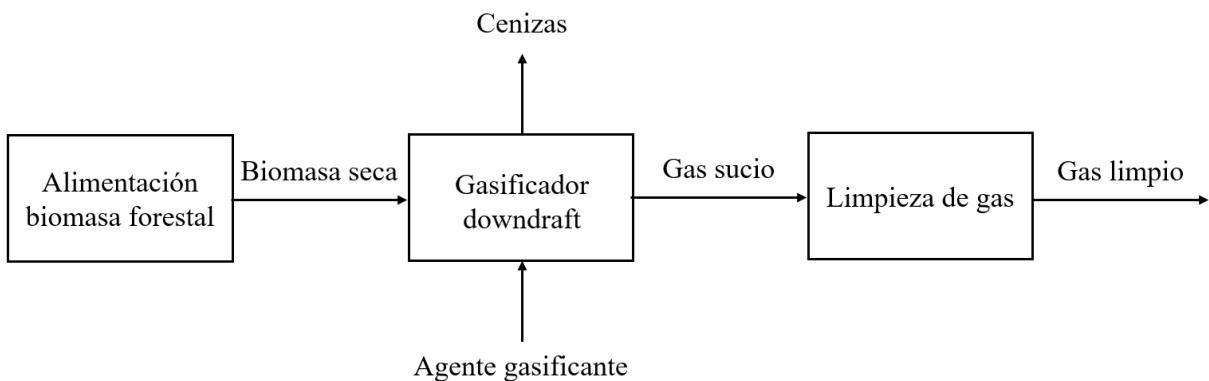 Cenizas
Alimentación
biomasa forestal
Biomasa seca
Gasificador
downdraft
Gas sucio
Limpieza de gas
Gas limpio
Agente gasificante